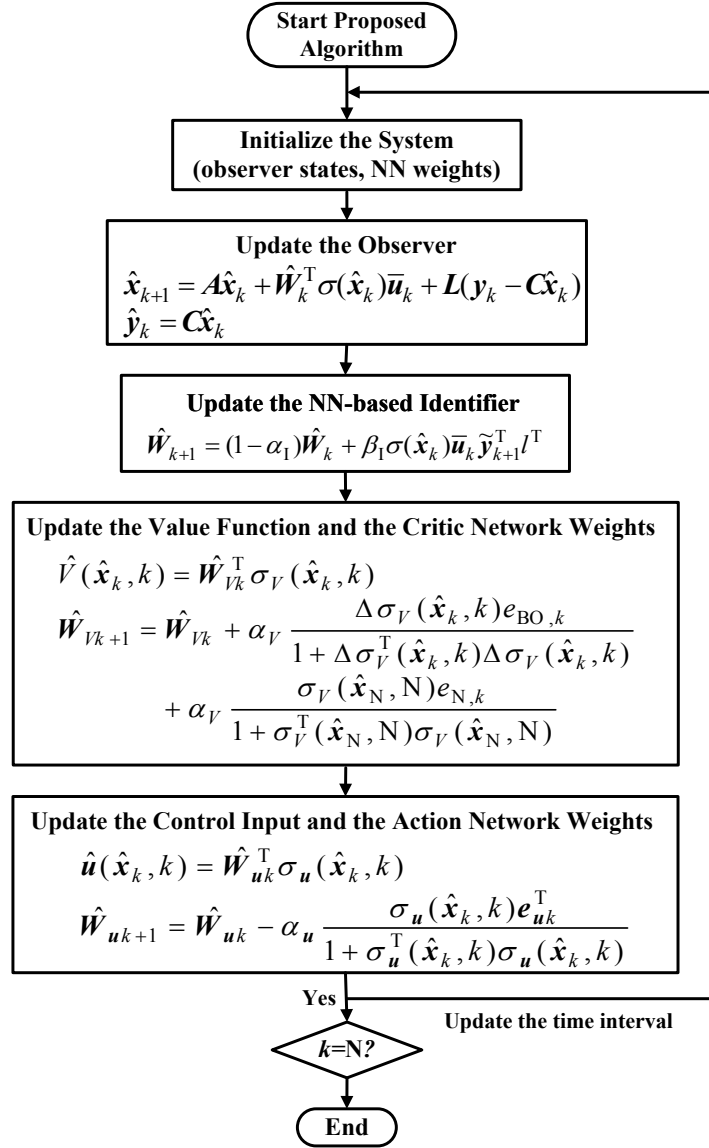 Start Proposed
Algorithm
Initialize the System
(observer states, NN weights)
Update the Observer
x̂_{k+1} = Ax̂_k + Ŵ_k^T σ(x̂_k)ū_k + L(y_k − Cx̂_k)
ŷ_k = Cx̂_k
Update the NN-based Identifier
Ŵ_{k+1} = (1−α_I)Ŵ_k + β_I σ(x̂_k)ū_k ỹ_{k+1}^T l^T
Update the Value Function and the Critic Network Weights
V̂(x̂_k, k) = Ŵ_{Vk}^T σ_V(x̂_k, k)
Ŵ_{Vk+1} = Ŵ_{Vk} + α_V \frac{Δσ_V(x̂_k, k)e_{BO,k}}{1 + Δσ_V^T(x̂_k, k)Δσ_V(x̂_k, k)}
+ α_V \frac{σ_V(x̂_N, N)e_{N,k}}{1 + σ_V^T(x̂_N, N)σ_V(x̂_N, N)}
Update the Control Input and the Action Network Weights
û(x̂_k, k) = Ŵ_{uk}^T σ_u(x̂_k, k)
Ŵ_{uk+1} = Ŵ_{uk} − α_u \frac{σ_u(x̂_k, k)e_{uk}^T}{1 + σ_u^T(x̂_k, k)σ_u(x̂_k, k)}
Yes
Update the time interval
k=N?
End